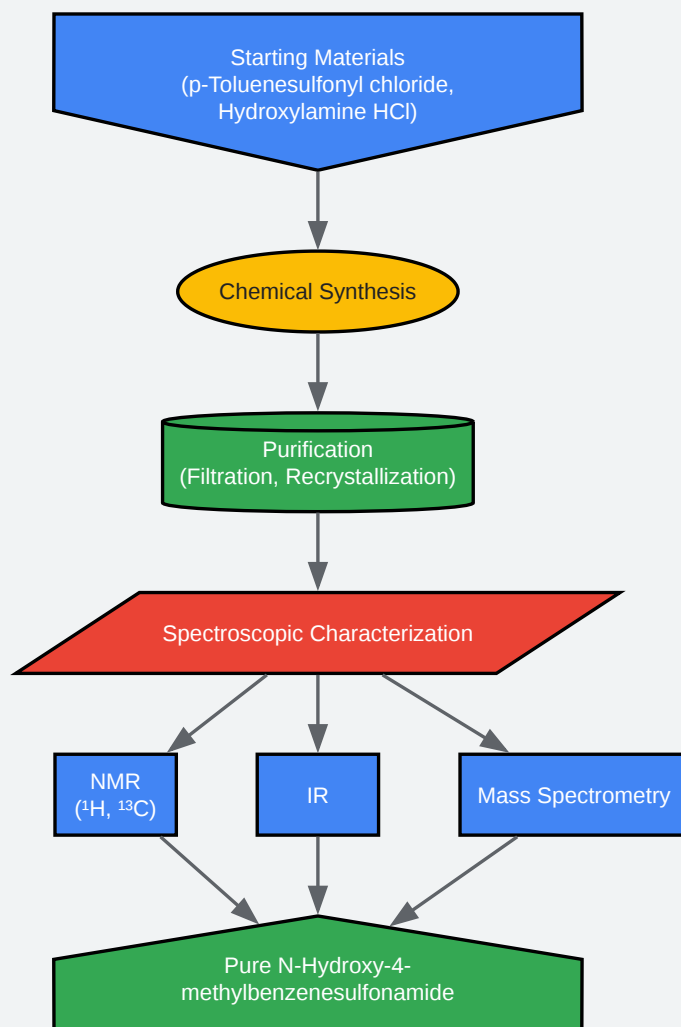 Starting Materials
(p-Toluenesulfonyl chloride,
Hydroxylamine HCl)
Chemical Synthesis
Purification
(Filtration, Recrystallization)
Spectroscopic Characterization
NMR
(¹H, ¹³C)
IR
Mass Spectrometry
Pure N-Hydroxy-4-
methylbenzenesulfonamide